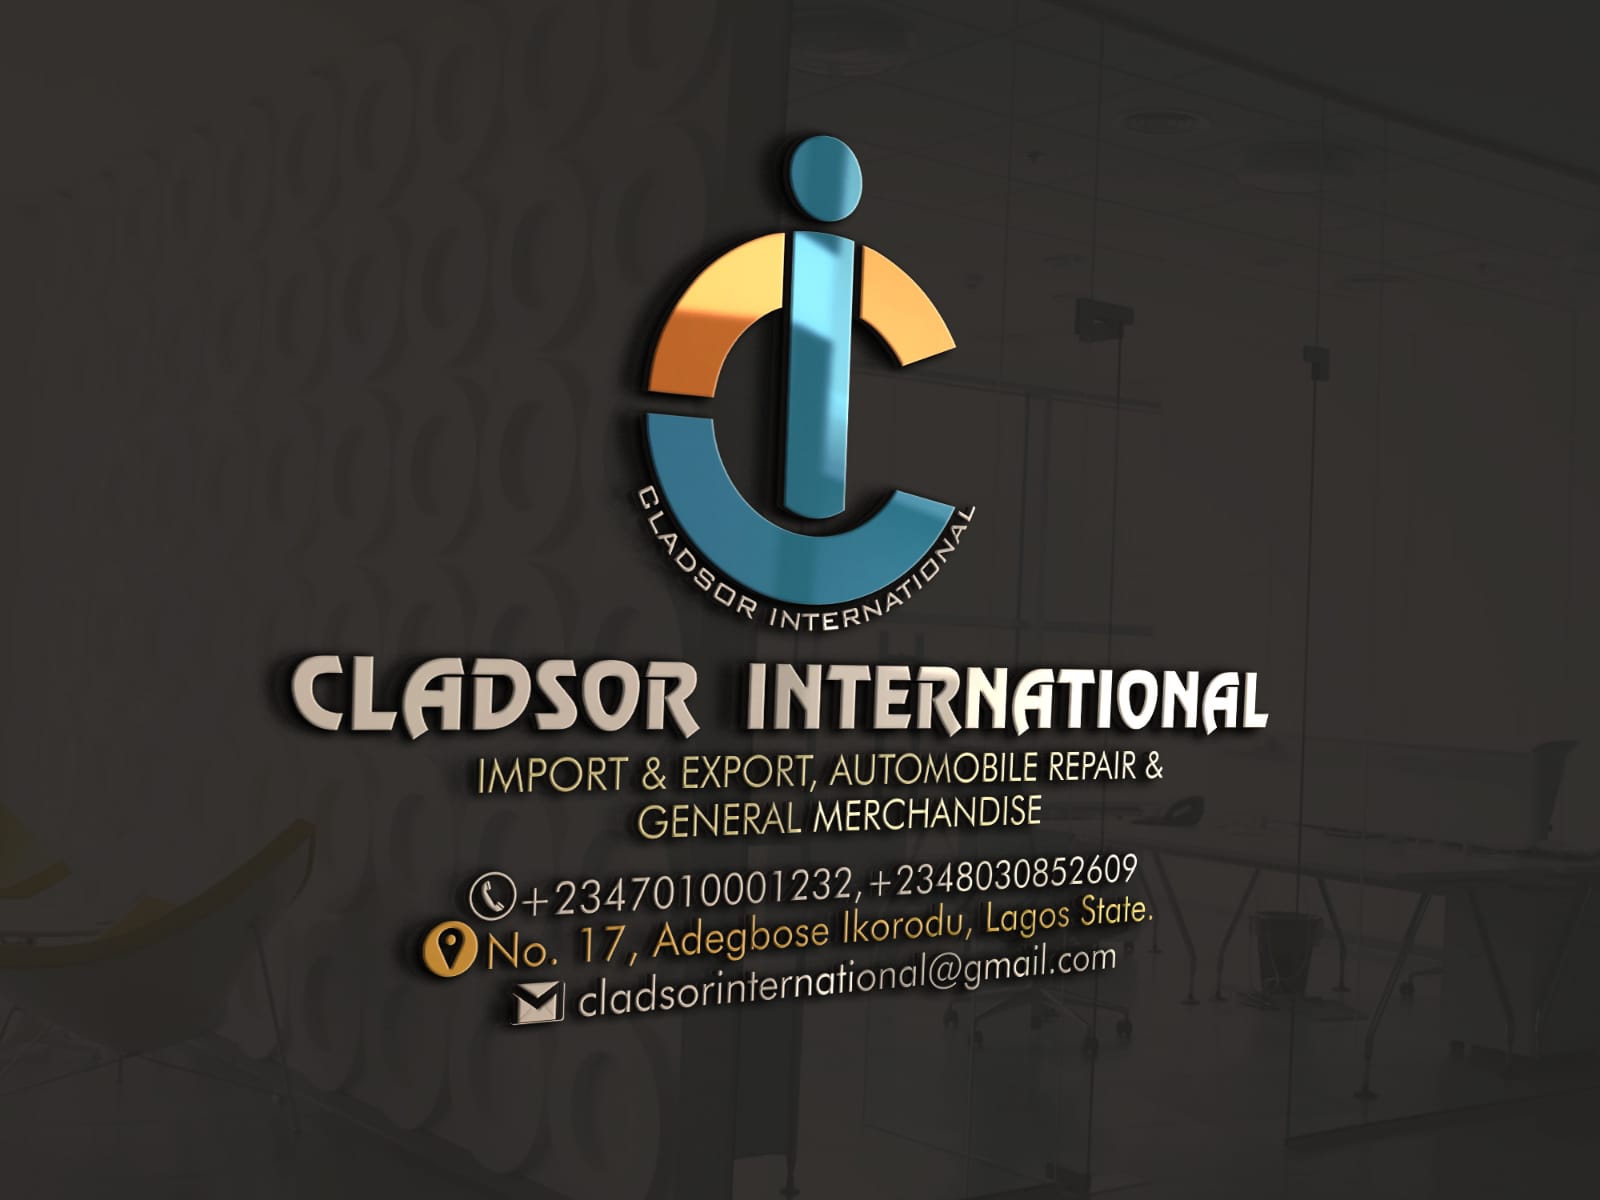 CLADSOR INTERNATIONAL
CLADSOR INTERNATIONAL
IMPORT & EXPORT, AUTOMOBILE REPAIR &
GENERAL MERCHANDISE
+2347010001232,+2348030852609
No. 17, Adegbose Ikorodu, Lagos State.
cladsorinternational@gmail.com